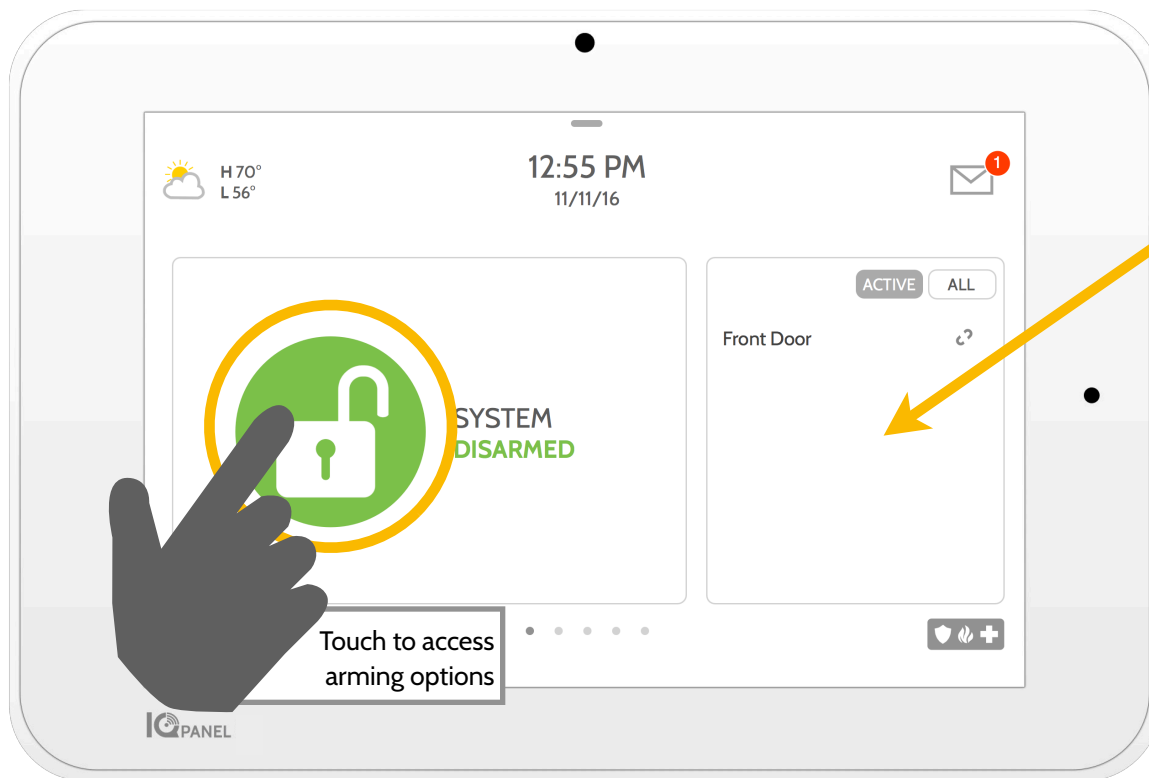 H 70°
L 56°
12:55 PM
11/11/16
1
ACTIVE ALL
Front Door
SYSTEM
DISARMED
Touch to access
arming options
IQ PANEL